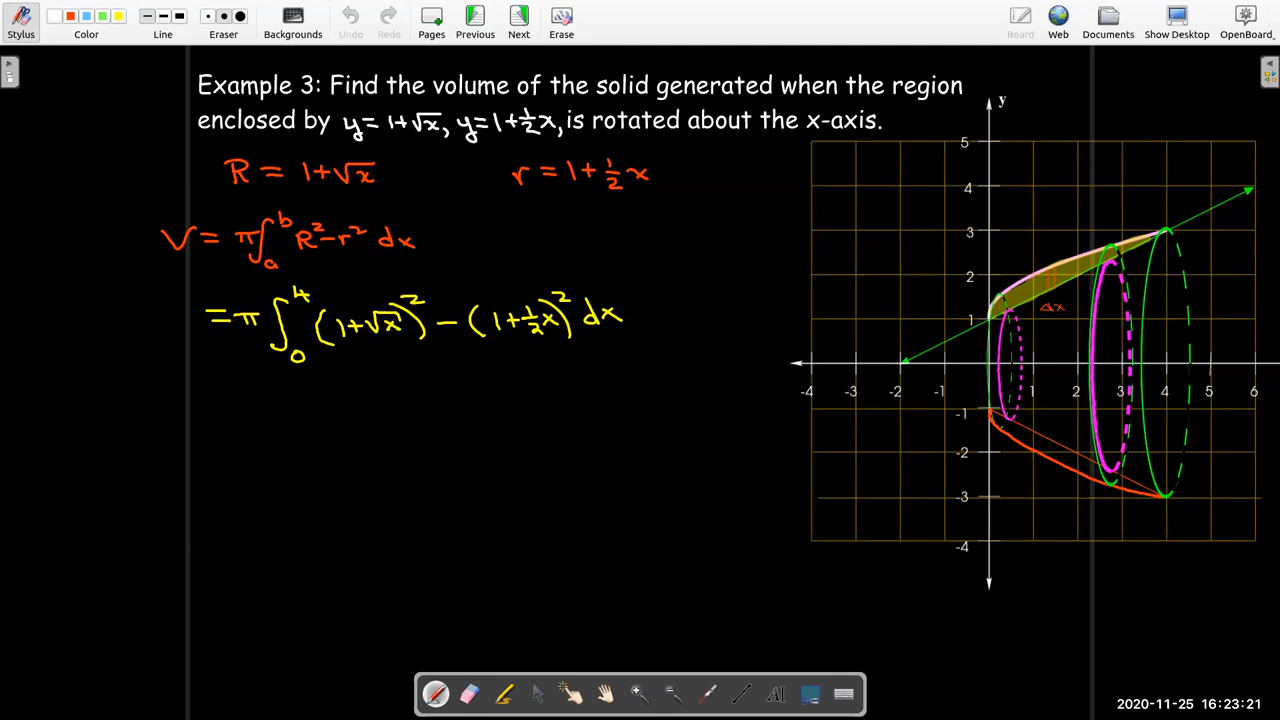 Stylus Color Line Eraser Backgrounds Undo Redo Pages Previous Next Erase Board Web Documents Show Desktop OpenBoard
Example 3: Find the volume of the solid generated when the region
enclosed by y = 1+√x, y = 1+½x, is rotated about the x-axis.
R = 1+√x r = 1+½x
V = π∫ₐᵇ R² - r² dx
= π∫₀⁴ (1+√x)² - (1+½x)² dx
y
5
4
3
2
1
Δx
-4 -3 -2 -1 1 2 3 4 5 6
-1
-2
-3
-4
AI
2020-11-25 16:23:21